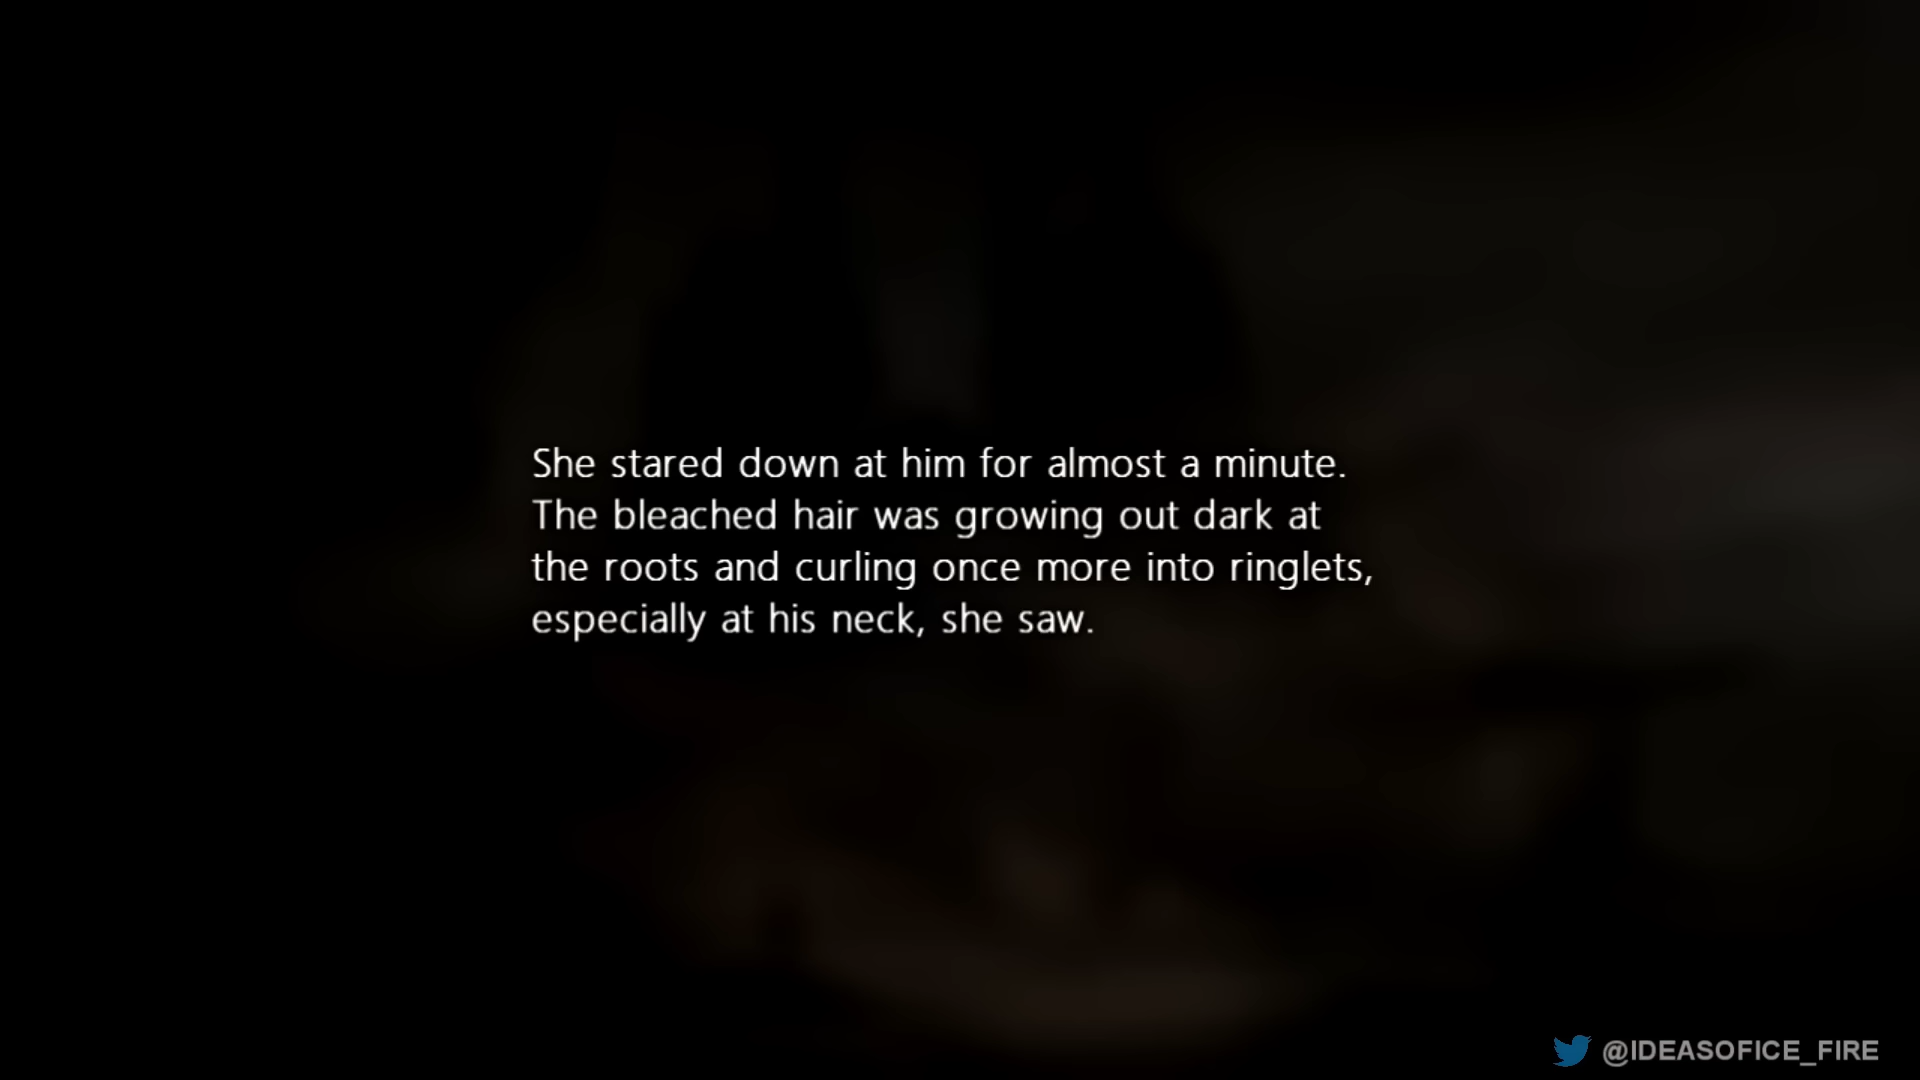 She stared down at him for almost a minute.
The bleached hair was growing out dark at
the roots and curling once more into ringlets,
especially at his neck, she saw.
@IDEASOFICE_FIRE